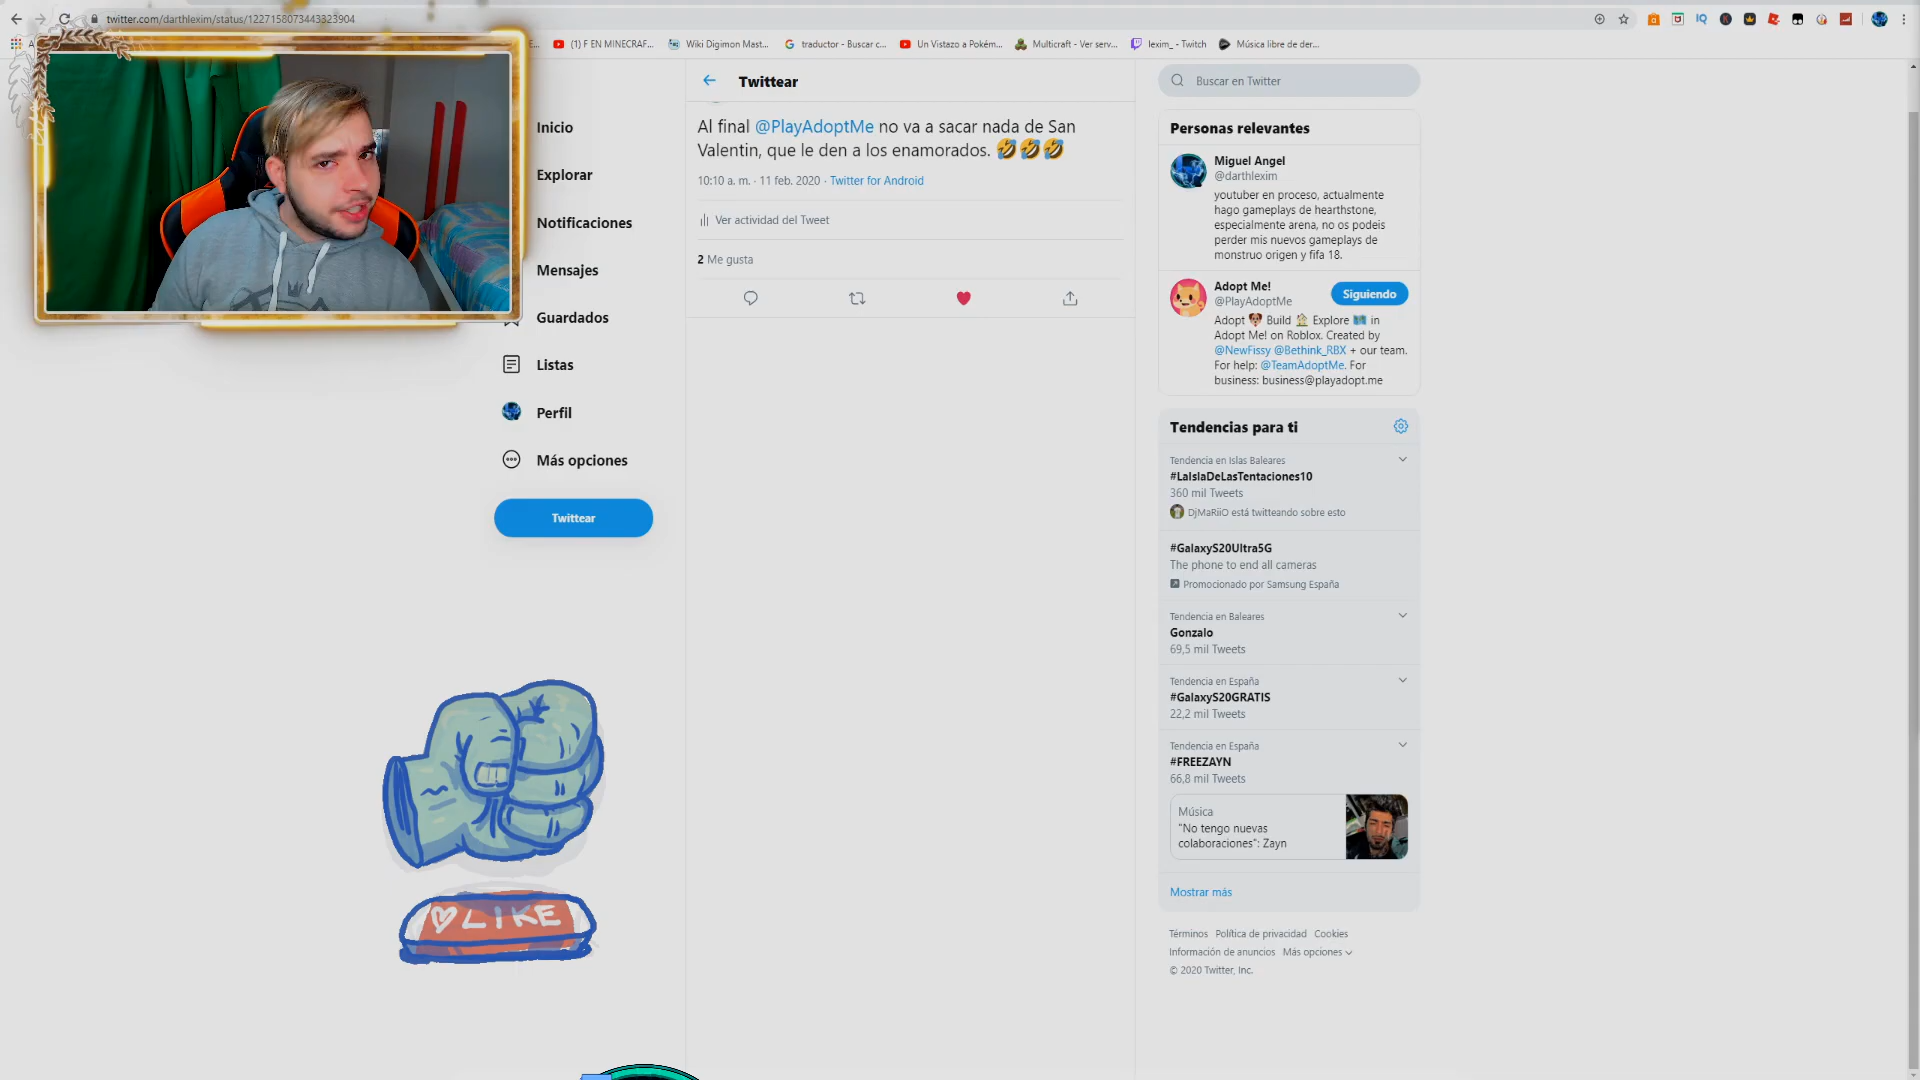 twitter.com/darthlexim/status/1227158073443323904
(1) F EN MINECRAF...
Wiki Digimon Mast...
traductor - Buscar c...
Un Vistazo a Pokém...
Multicraft - Ver serv...
lexim_ - Twitch
Música libre de der...
Inicio
Explorar
Notificaciones
Mensajes
Guardados
Listas
Perfil
Más opciones
Twittear
Twittear
Al final @PlayAdoptMe no va a sacar nada de San
Valentin, que le den a los enamorados. 🤣🤣🤣
10:10 a. m. · 11 feb. 2020 · Twitter for Android
Ver actividad del Tweet
2 Me gusta
Buscar en Twitter
Personas relevantes
Miguel Angel
@darthlexim
youtuber en proceso, actualmente
hago gameplays de hearthstone,
especialmente arena, no os podeis
perder mis nuevos gameplays de
monstruo origen y fifa 18.
Adopt Me!
@PlayAdoptMe
Siguiendo
Adopt 🐶 Build 🏠 Explore 🗺️ in
Adopt Me! on Roblox. Created by
@NewFissy @Bethink_RBX + our team.
For help: @TeamAdoptMe. For
business: business@playadopt.me
Tendencias para ti
Tendencia en Islas Baleares
#LaIslaDeLasTentaciones10
360 mil Tweets
DjMaRiiO está twitteando sobre esto
#GalaxyS20Ultra5G
The phone to end all cameras
Promocionado por Samsung España
Tendencia en Baleares
Gonzalo
69,5 mil Tweets
Tendencia en España
#GalaxyS20GRATIS
22,2 mil Tweets
Tendencia en España
#FREEZAYN
66,8 mil Tweets
Música
"No tengo nuevas
colaboraciones": Zayn
Mostrar más
Términos Política de privacidad Cookies
Información de anuncios Más opciones
© 2020 Twitter, Inc.
LIKE